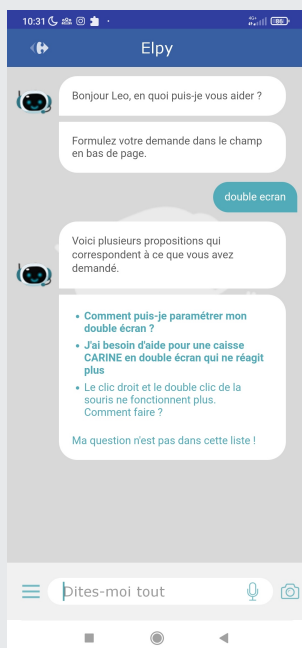 10:31
4G+
85
Elpy
Bonjour Leo, en quoi puis-je vous aider ?
Formulez votre demande dans le champ
en bas de page.
double ecran
Voici plusieurs propositions qui
correspondent à ce que vous avez
demandé.
• Comment puis-je paramétrer mon
double écran ?
• J'ai besoin d'aide pour une caisse
CARINE en double écran qui ne réagit
plus
• Le clic droit et le double clic de la
souris ne fonctionnent plus.
Comment faire ?
Ma question n'est pas dans cette liste !
Dites-moi tout